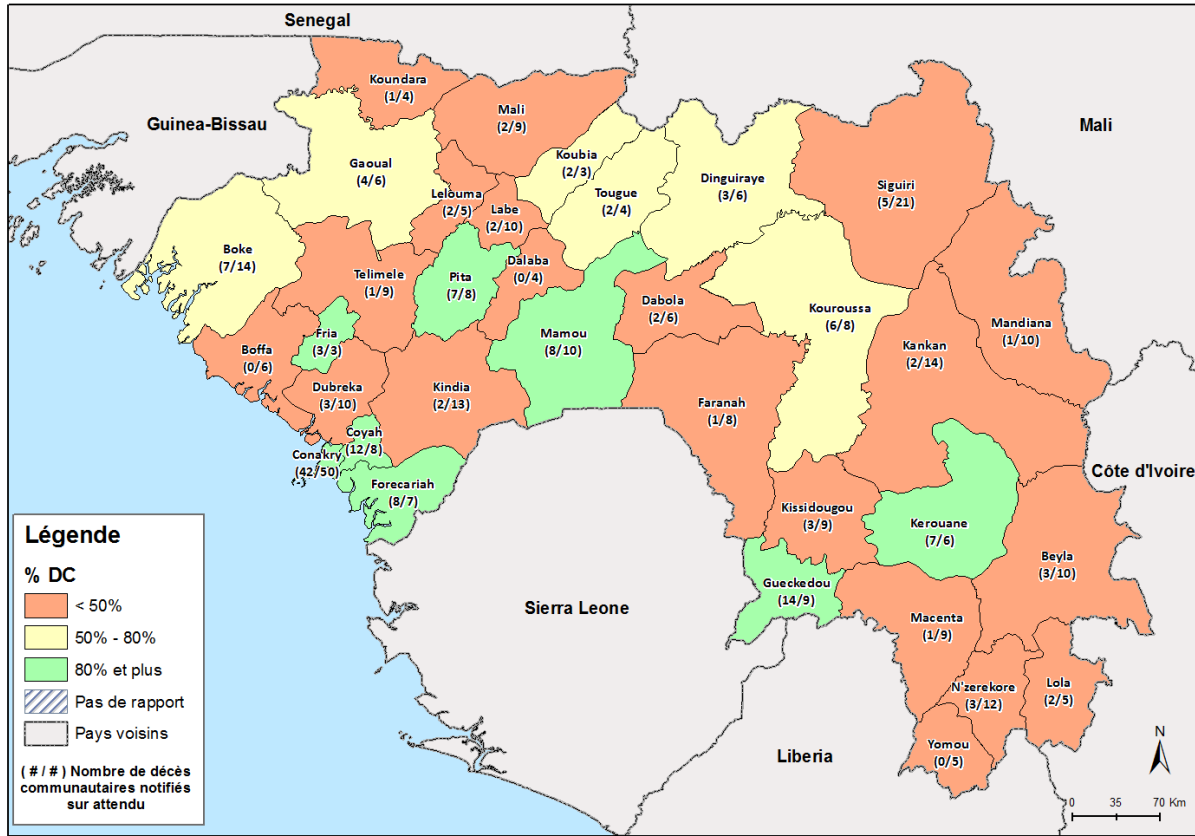 Senegal
Koundara
(1/4)
Mali
(2/9)
Guinea-Bissau
Mali
Gaoual
(4/6)
Koubia
(2/3)
Dinguiraye
(3/6)
Siguiri
(5/21)
Lelouma
(2/5)
Labe
(2/10)
Tougue
(2/4)
Boke
(7/14)
Telimele
(1/9)
Pita
(7/8)
Dalaba
(0/4)
Dabola
(2/6)
Kouroussa
(6/8)
Mandiana
(1/10)
Fria
(3/3)
Mamou
(8/10)
Kankan
(2/14)
Boffa
(0/6)
Dubreka
(3/10)
Kindia
(2/13)
Faranah
(1/8)
Coyah
(12/8)
Conakry
(42/50)
Forecariah
(8/7)
Côte d'Ivoire
Kissidougou
(3/9)
Kerouane
(7/6)
Beyla
(3/10)
Gueckedou
(14/9)
Sierra Leone
Macenta
(1/9)
N'zerekore
(3/12)
Lola
(2/5)
Yomou
(0/5)
Liberia
Légende
% DC
< 50%
50% - 80%
80% et plus
Pas de rapport
Pays voisins
( # / # ) Nombre de décès
communautaires notifiés
sur attendu
N
0 35 70 Km